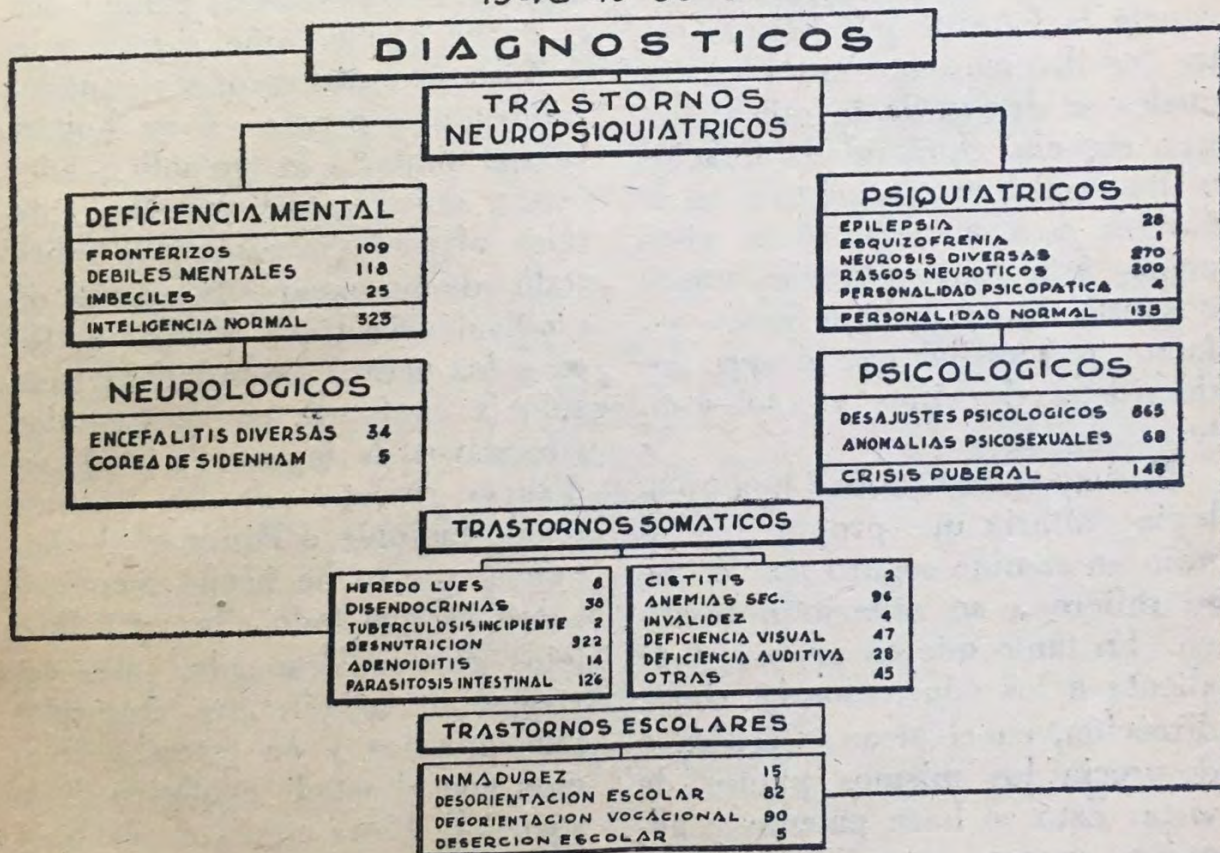 DIAGNOSTICOS
TRASTORNOS
NEUROPSIQUIATRICOS
DEFICIENCIA MENTAL
FRONTERIZOS 109
DEBILES MENTALES 118
IMBECILES 25
INTELIGENCIA NORMAL 323
PSIQUIATRICOS
EPILEPSIA 28
ESQUIZOFRENIA 1
NEUROSIS DIVERSAS 270
RASGOS NEUROTICOS 200
PERSONALIDAD PSICOPATICA 4
PERSONALIDAD NORMAL 135
NEUROLOGICOS
ENCEFALITIS DIVERSAS 34
COREA DE SIDENHAM 5
PSICOLOGICOS
DESAJUSTES PSICOLOGICOS 865
ANOMALIAS PSICOSEXUALES 68
CRISIS PUBERAL 148
TRASTORNOS SOMATICOS
HEREDO LUES 8
DISENDOCRINIAS 38
TUBERCULOSIS INCIPIENTE 2
DESNUTRICION 322
ADENOIDITIS 14
PARASITOSIS INTESTINAL 126
CISTITIS 2
ANEMIAS SEC. 96
INVALIDEZ 4
DEFICIENCIA VISUAL 47
DEFICIENCIA AUDITIVA 28
OTRAS 45
TRASTORNOS ESCOLARES
INMADUREZ 15
DESORIENTACION ESCOLAR 82
DESORIENTACION VOCACIONAL 90
DESERCION ESCOLAR 5